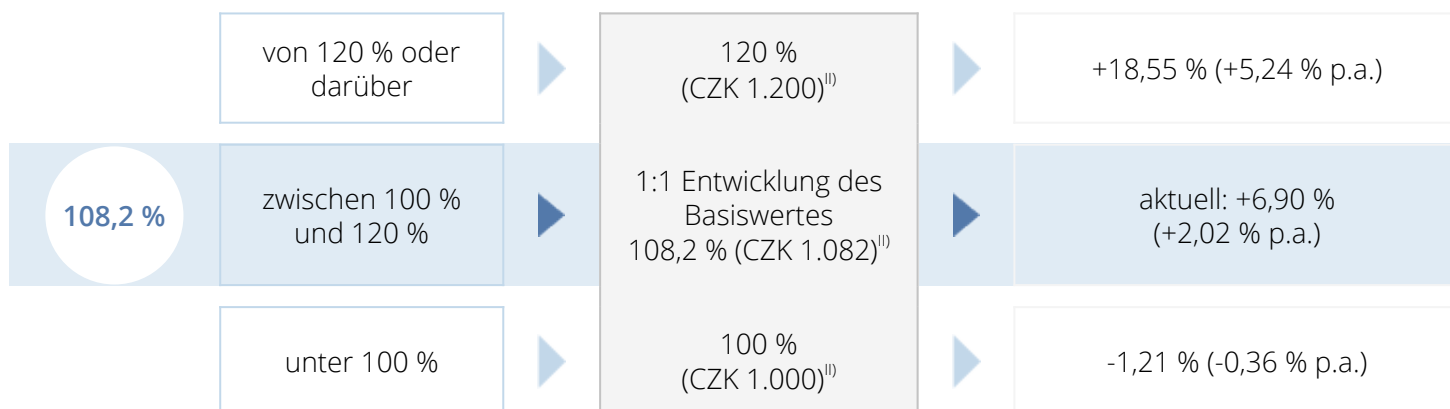 von 120 % oder
darüber
120 %
(CZK 1.200)II)
+18,55 % (+5,24 % p.a.)
108,2 %
zwischen 100 %
und 120 %
1:1 Entwicklung des
Basiswertes
108,2 % (CZK 1.082)II)
aktuell: +6,90 %
(+2,02 % p.a.)
unter 100 %
100 %
(CZK 1.000)II)
-1,21 % (-0,36 % p.a.)